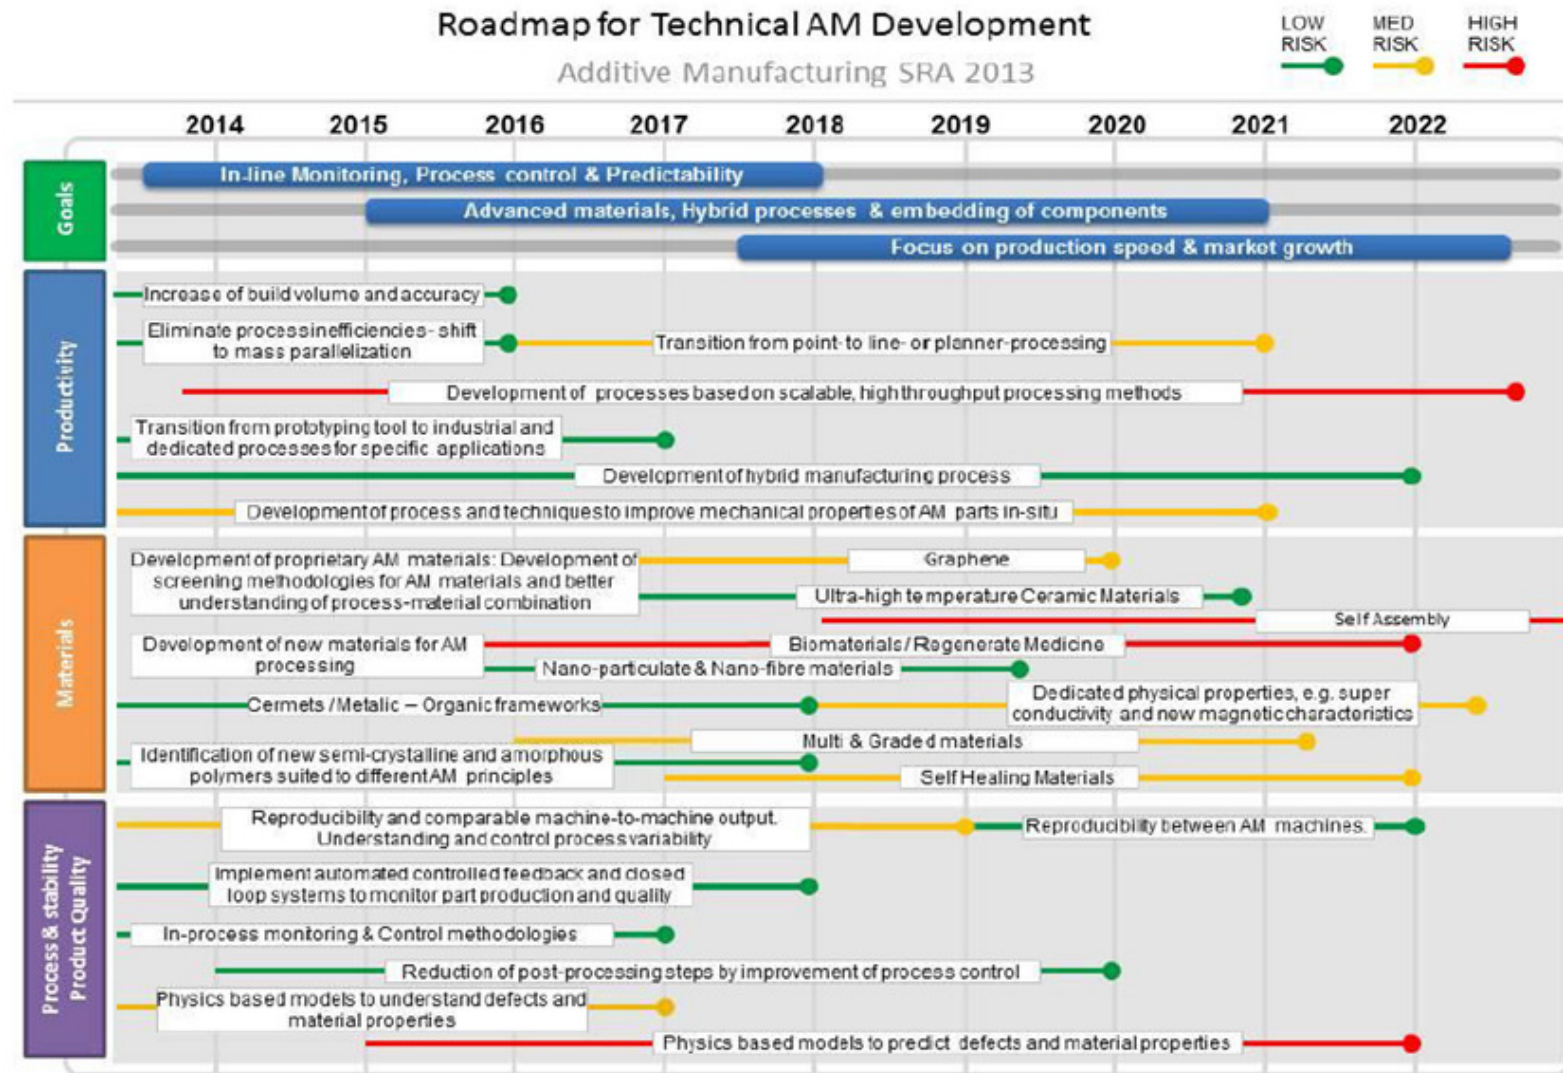 Roadmap for Technical AM Development
Additive Manufacturing SRA 2013
LOW
RISK
MED
RISK
HIGH
RISK
2014 2015 2016 2017 2018 2019 2020 2021 2022
Goals
In-line Monitoring, Process control & Predictability
Advanced materials, Hybrid processes & embedding of components
Focus on production speed & market growth
Productivity
Increase of build volume and accuracy
Eliminate process inefficiencies - shift
to mass parallelization
Transition from point- to line- or planner-processing
Development of processes based on scalable, high throughput processing methods
Transition from prototyping tool to industrial and
dedicated processes for specific applications
Development of hybrid manufacturing process
Development of process and techniques to improve mechanical properties of AM parts in-situ
Materials
Development of proprietary AM materials: Development of
screening methodologies for AM materials and better
understanding of process-material combination
Graphene
Ultra-high temperature Ceramic Materials
Self Assembly
Development of new materials for AM
processing
Biomaterials / Regenerate Medicine
Nano-particulate & Nano-fibre materials
Cermets / Metalic – Organic frameworks
Dedicated physical properties, e.g. super
conductivity and new magnetic characteristics
Multi & Graded materials
Identification of new semi-crystalline and amorphous
polymers suited to different AM principles
Self Healing Materials
Process & stability
Product Quality
Reproducibility and comparable machine-to-machine output.
Understanding and control process variability
Reproducibility between AM machines.
Implement automated controlled feedback and closed
loop systems to monitor part production and quality
In-process monitoring & Control methodologies
Reduction of post-processing steps by improvement of process control
Physics based models to understand defects and
material properties
Physics based models to predict defects and material properties